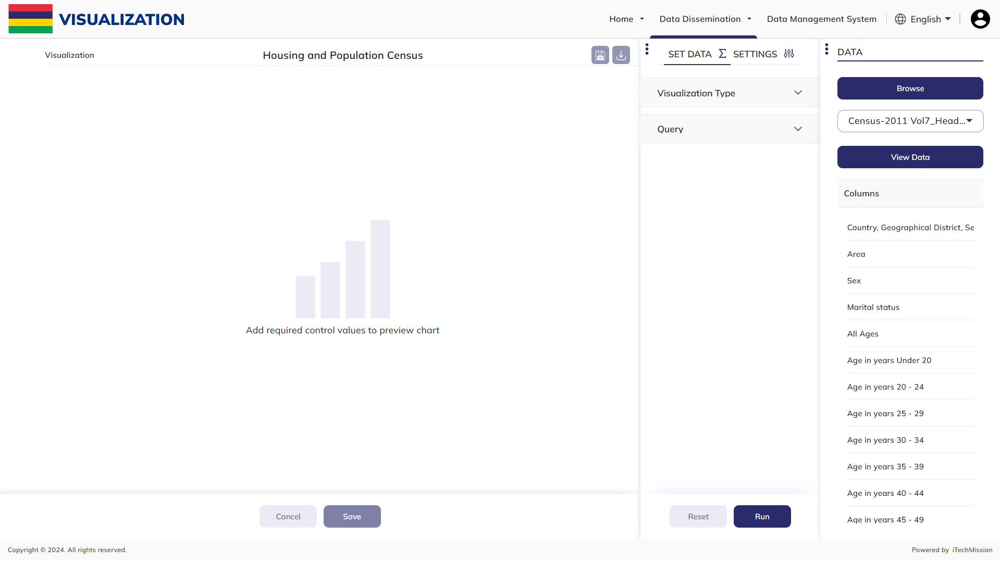 VISUALIZATION
Home
Data Dissemination
Data Management System
English
Visualization
Housing and Population Census
SET DATA
SETTINGS
DATA
Visualization Type
Query
Browse
Census-2011 Vol7_Head...
View Data
Columns
Country, Geographical District, Se
Area
Sex
Marital status
All Ages
Age in years Under 20
Age in years 20 - 24
Age in years 25 - 29
Age in years 30 - 34
Age in years 35 - 39
Age in years 40 - 44
Age in years 45 - 49
Add required control values to preview chart
Cancel
Save
Reset
Run
Copyright © 2024. All rights reserved.
Powered by iTechMission